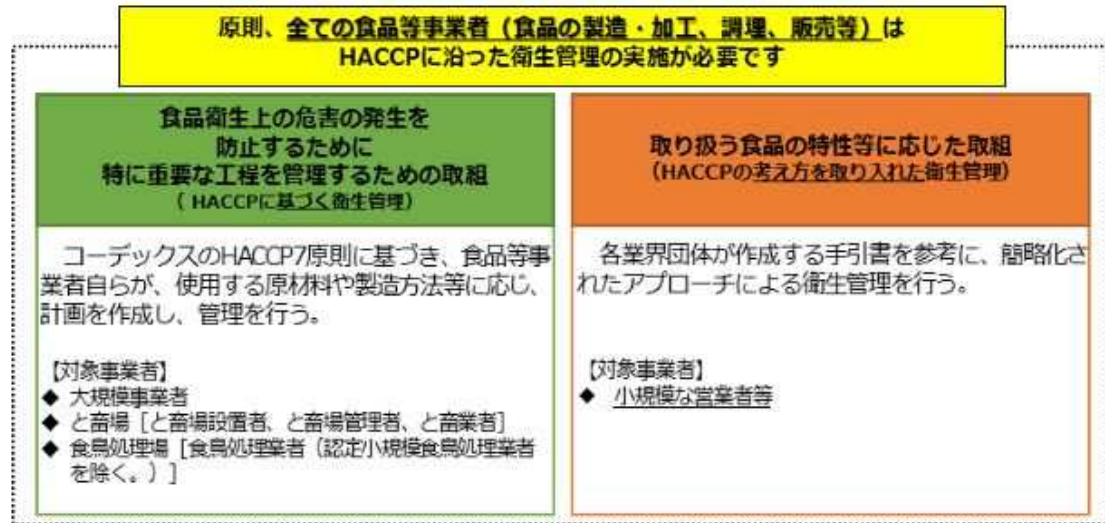 原則、全ての食品等事業者（食品の製造・加工、調理、販売等）は
HACCPに沿った衛生管理の実施が必要です
食品衛生上の危害の発生を
防止するために
特に重要な工程を管理するための取組
（ HACCPに基づく衛生管理）
コーデックスのHACCP7原則に基づき、食品等事
業者自らが、使用する原材料や製造方法等に応じ、
計画を作成し、管理を行う。
【対象事業者】
◆ 大規模事業者
◆ と畜場［と畜場設置者、と畜場管理者、と畜業者］
◆ 食鳥処理場［食鳥処理業者（認定小規模食鳥処理業者
を除く。）］
取り扱う食品の特性等に応じた取組
（HACCPの考え方を取り入れた衛生管理）
各業界団体が作成する手引書を参考に、簡略化さ
れたアプローチによる衛生管理を行う。
【対象事業者】
◆ 小規模な営業者等